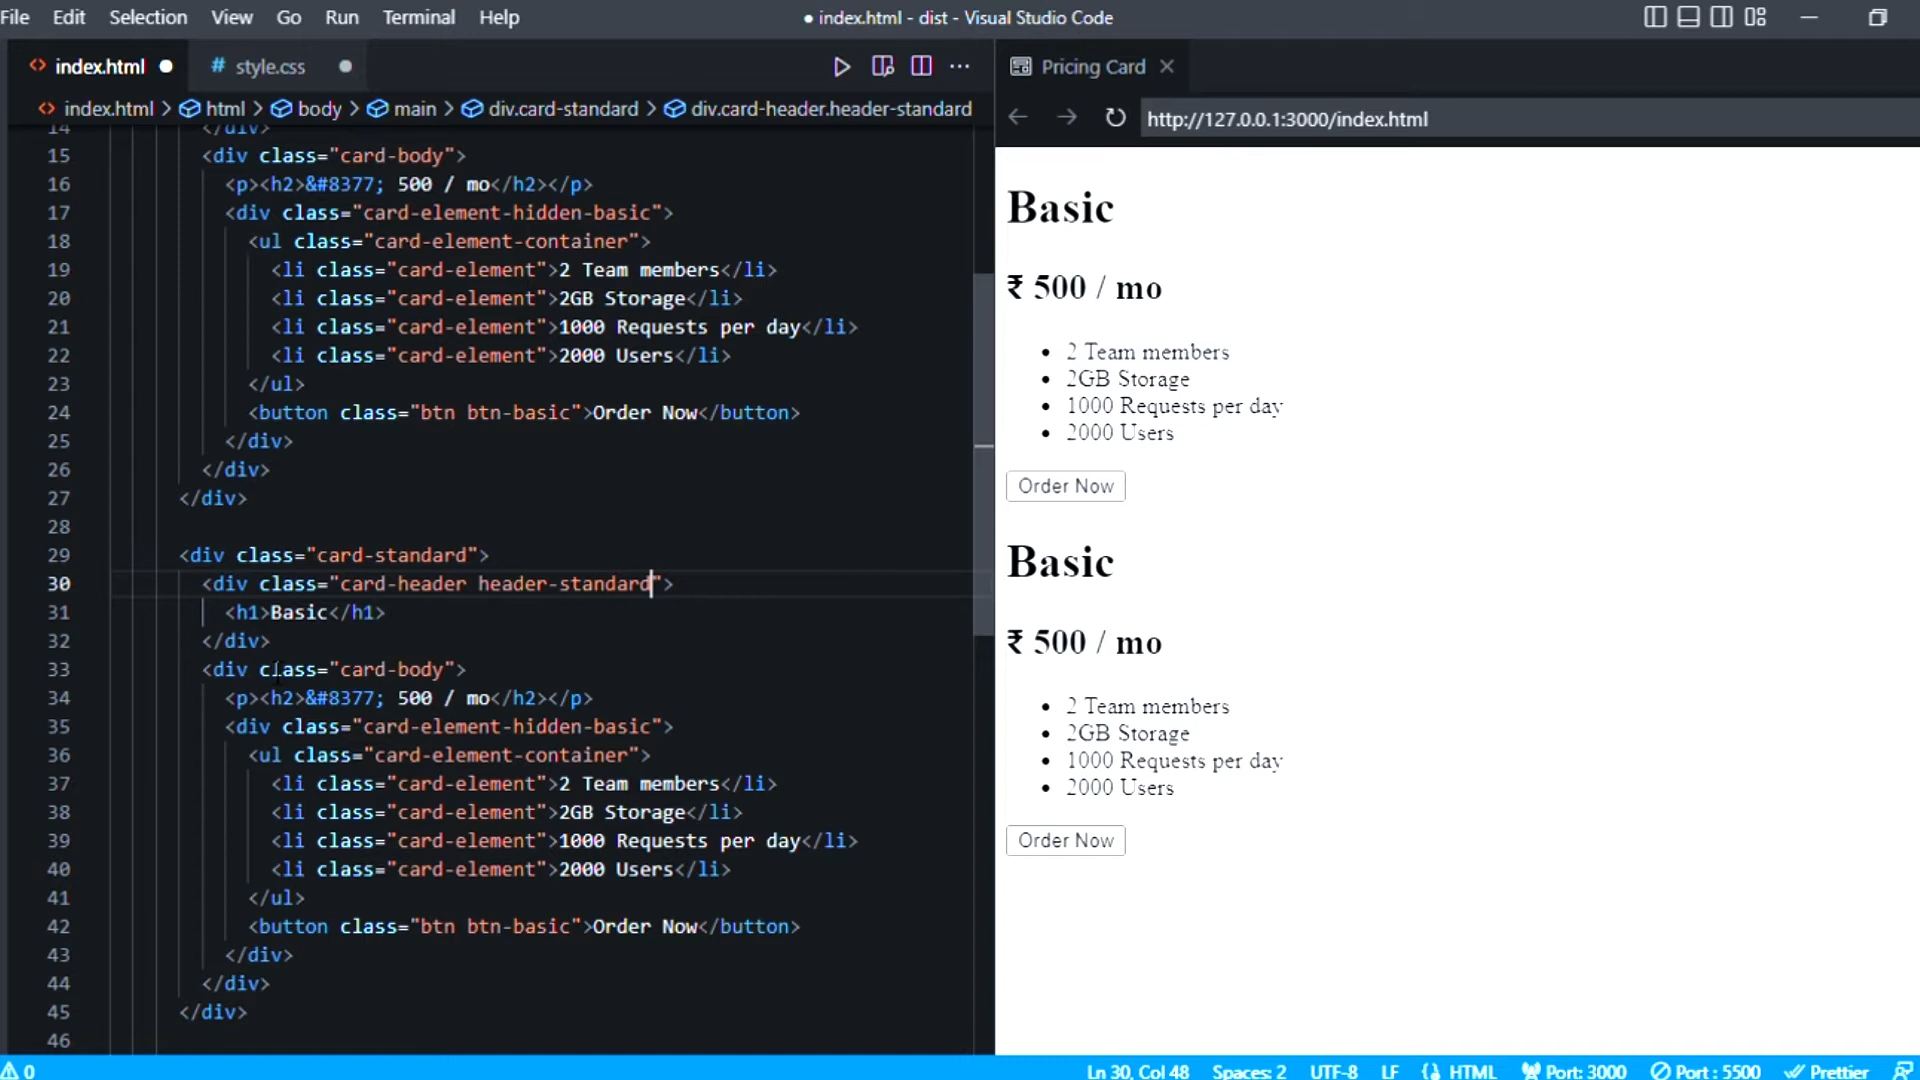 File Edit Selection View Go Run Terminal Help
● index.html - dist - Visual Studio Code
<> index.html ● # style.css ●
<> index.html > html > body > main > div.card-standard > div.card-header.header-standard
14 </div>
15 <div class="card-body">
16 <p><h2>&#8377; 500 / mo</h2></p>
17 <div class="card-element-hidden-basic">
18 <ul class="card-element-container">
19 <li class="card-element">2 Team members</li>
20 <li class="card-element">2GB Storage</li>
21 <li class="card-element">1000 Requests per day</li>
22 <li class="card-element">2000 Users</li>
23 </ul>
24 <button class="btn btn-basic">Order Now</button>
25 </div>
26 </div>
27 </div>
28
29 <div class="card-standard">
30 <div class="card-header header-standard">
31 <h1>Basic</h1>
32 </div>
33 <div class="card-body">
34 <p><h2>&#8377; 500 / mo</h2></p>
35 <div class="card-element-hidden-basic">
36 <ul class="card-element-container">
37 <li class="card-element">2 Team members</li>
38 <li class="card-element">2GB Storage</li>
39 <li class="card-element">1000 Requests per day</li>
40 <li class="card-element">2000 Users</li>
41 </ul>
42 <button class="btn btn-basic">Order Now</button>
43 </div>
44 </div>
45 </div>
46
Pricing Card
http://127.0.0.1:3000/index.html
Basic
₹ 500 / mo
• 2 Team members
• 2GB Storage
• 1000 Requests per day
• 2000 Users
Order Now
Basic
₹ 500 / mo
• 2 Team members
• 2GB Storage
• 1000 Requests per day
• 2000 Users
Order Now
0 Ln 30, Col 48 Spaces: 2 UTF-8 LF HTML Port: 3000 Port : 5500 Prettier